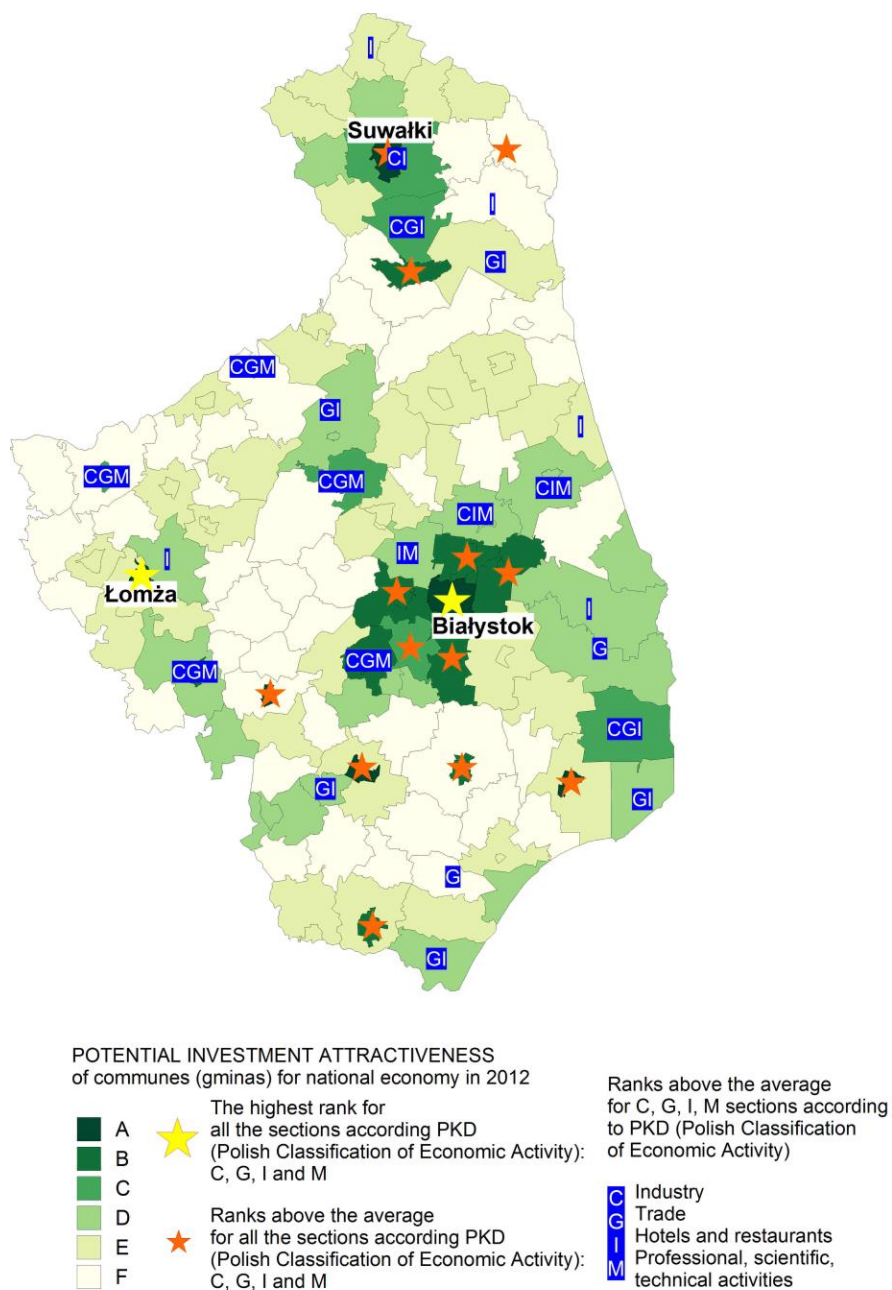 I
Suwałki
CI
I
CGI
GI
CGM
GI
I
CGM
CGM
CIM
CIM
IM
I
Łomża
I
Białystok
G
CGM
CGM
CGI
GI
GI
G
GI
POTENTIAL INVESTMENT ATTRACTIVENESS
of communes (gminas) for national economy in 2012
A
B
C
D
E
F
The highest rank for
all the sections according PKD
(Polish Classification of Economic Activity):
C, G, I and M
Ranks above the average
for all the sections according PKD
(Polish Classification of Economic Activity):
C, G, I and M
Ranks above the average
for C, G, I, M sections according
to PKD (Polish Classification
of Economic Activity)
C Industry
G Trade
I Hotels and restaurants
M Professional, scientific,
technical activities